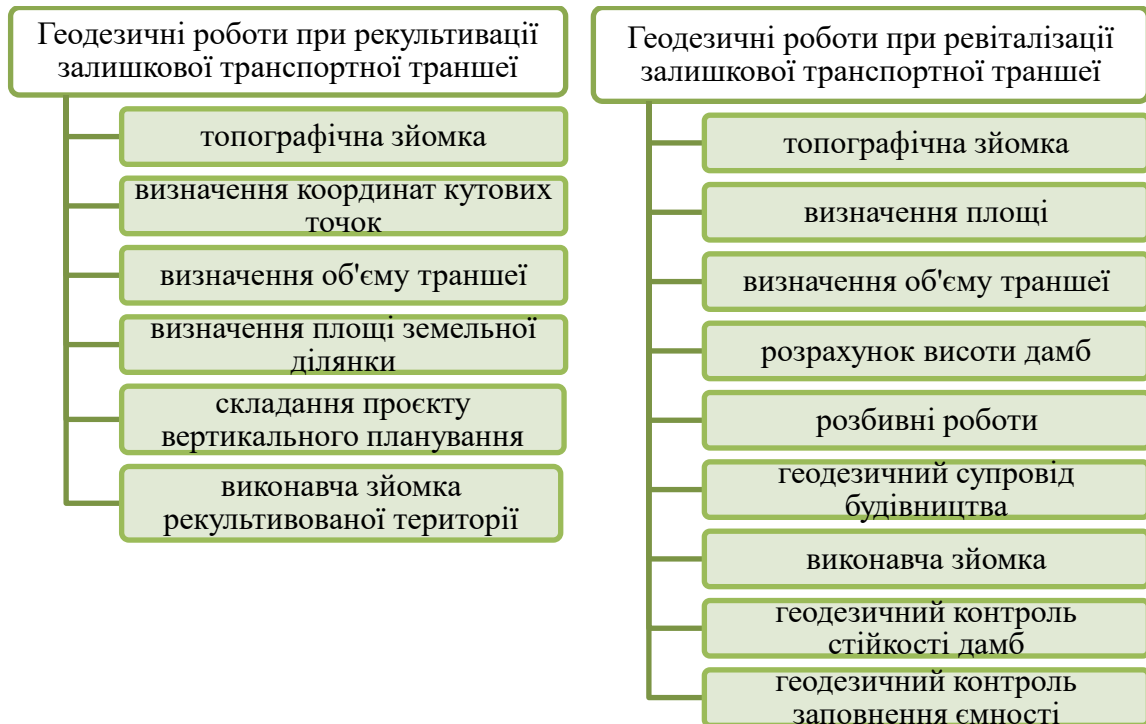 Геодезичні роботи при рекультивації
залишкової транспортної траншеї
топографічна зйомка
визначення координат кутових
точок
визначення об'єму траншеї
визначення площі земельної
ділянки
складання проєкту
вертикального планування
виконавча зйомка
рекультивованої території
Геодезичні роботи при ревіталізації
залишкової транспортної траншеї
топографічна зйомка
визначення площі
визначення об'єму траншеї
розрахунок висоти дамб
розбивні роботи
геодезичний супровід
будівництва
виконавча зйомка
геодезичний контроль
стійкості дамб
геодезичний контроль
заповнення ємності